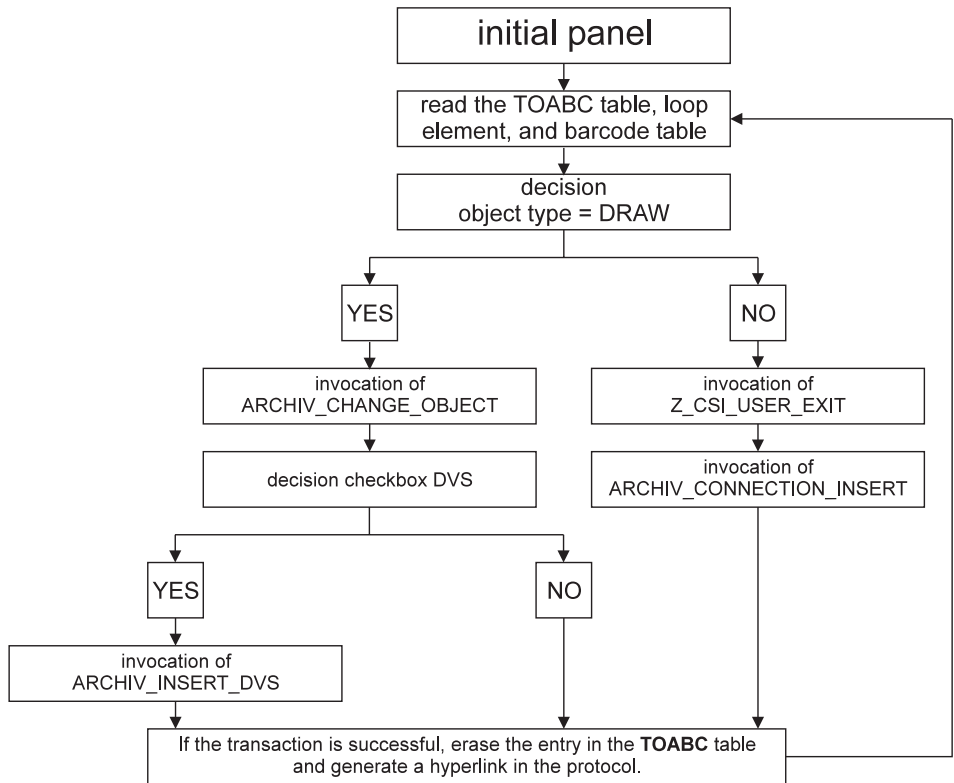 initial panel
read the TOABC table, loop
element, and barcode table
decision
object type = DRAW
YES
NO
invocation of
ARCHIV_CHANGE_OBJECT
invocation of
Z_CSI_USER_EXIT
decision checkbox DVS
invocation of
ARCHIV_CONNECTION_INSERT
YES
NO
invocation of
ARCHIV_INSERT_DVS
If the transaction is successful, erase the entry in the TOABC table
and generate a hyperlink in the protocol.